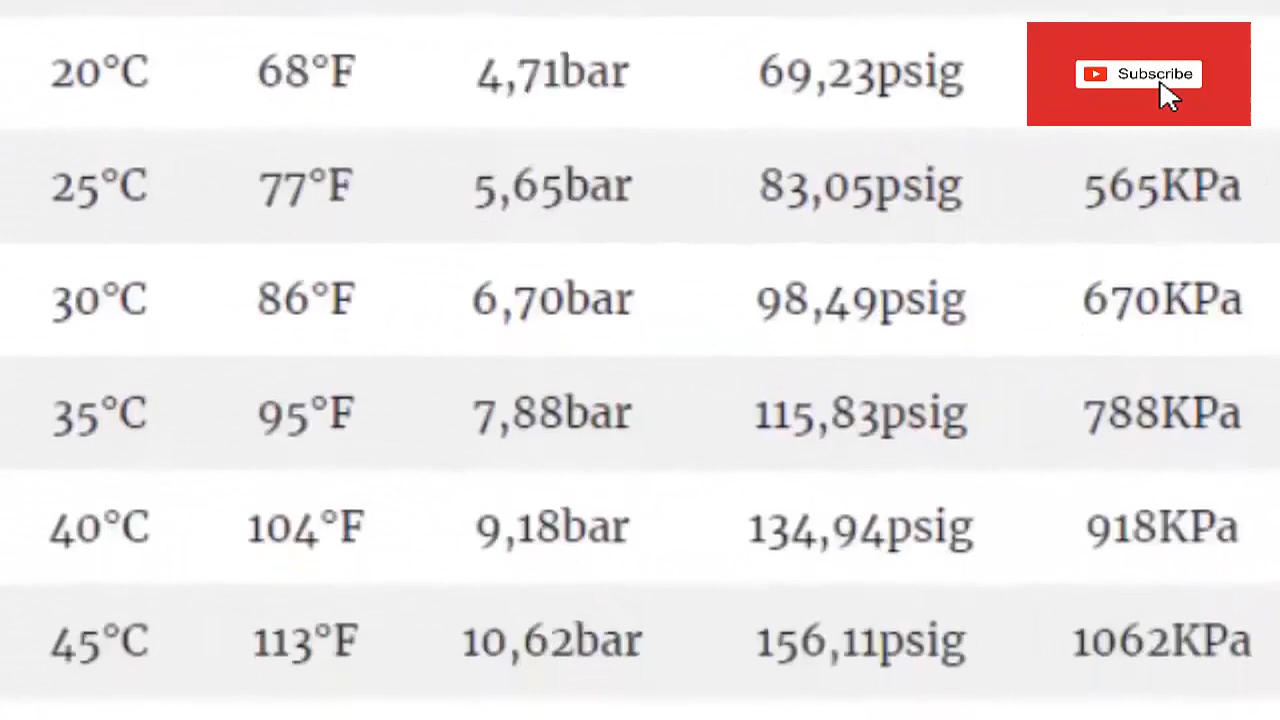 20°C 68°F 4,71bar 69,23psig Subscribe
25°C 77°F 5,65bar 83,05psig 565KPa
30°C 86°F 6,70bar 98,49psig 670KPa
35°C 95°F 7,88bar 115,83psig 788KPa
40°C 104°F 9,18bar 134,94psig 918KPa
45°C 113°F 10,62bar 156,11psig 1062KPa